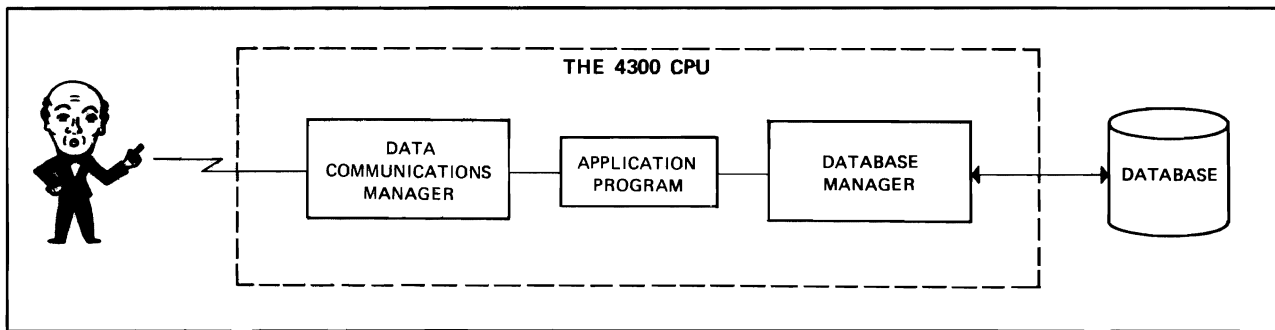 THE 4300 CPU
DATA
COMMUNICATIONS
MANAGER
APPLICATION
PROGRAM
DATABASE
MANAGER
DATABASE